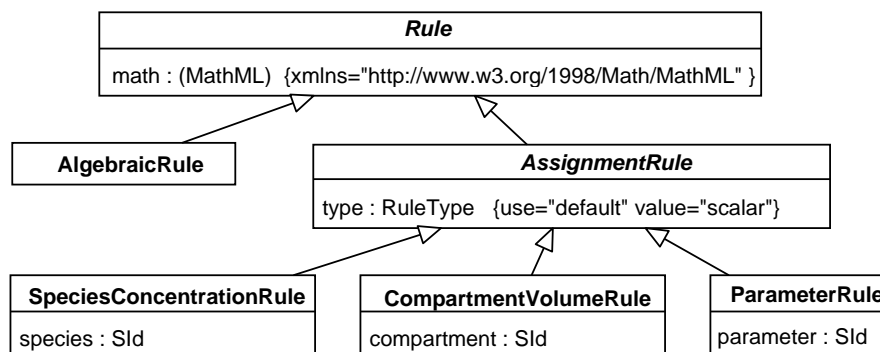 Rule
math : (MathML) {xmlns="http://www.w3.org/1998/Math/MathML" }
AlgebraicRule
AssignmentRule
type : RuleType {use="default" value="scalar"}
SpeciesConcentrationRule
species : SId
CompartmentVolumeRule
compartment : SId
ParameterRule
parameter : SId